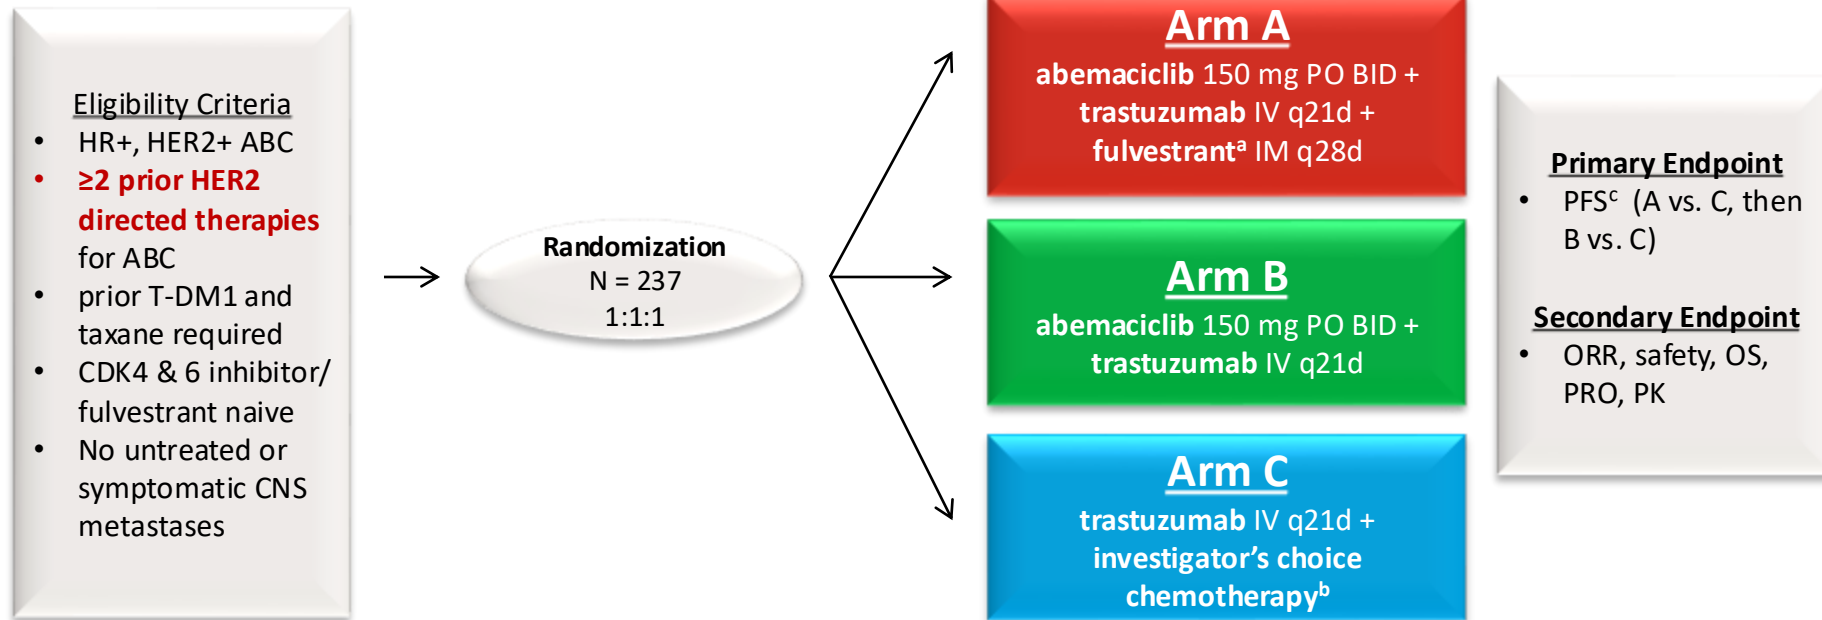 Eligibility Criteria
• HR+, HER2+ ABC
• ≥2 prior HER2
directed therapies
for ABC
• prior T-DM1 and
taxane required
• CDK4 & 6 inhibitor/
fulvestrant naive
• No untreated or
symptomatic CNS
metastases
Randomization
N = 237
1:1:1
Arm A
abemaciclib 150 mg PO BID +
trastuzumab IV q21d +
fulvestrantᵃ IM q28d
Arm B
abemaciclib 150 mg PO BID +
trastuzumab IV q21d
Arm C
trastuzumab IV q21d +
investigator’s choice
chemotherapyᵇ
Primary Endpoint
• PFSᶜ (A vs. C, then
B vs. C)
Secondary Endpoint
• ORR, safety, OS,
PRO, PK